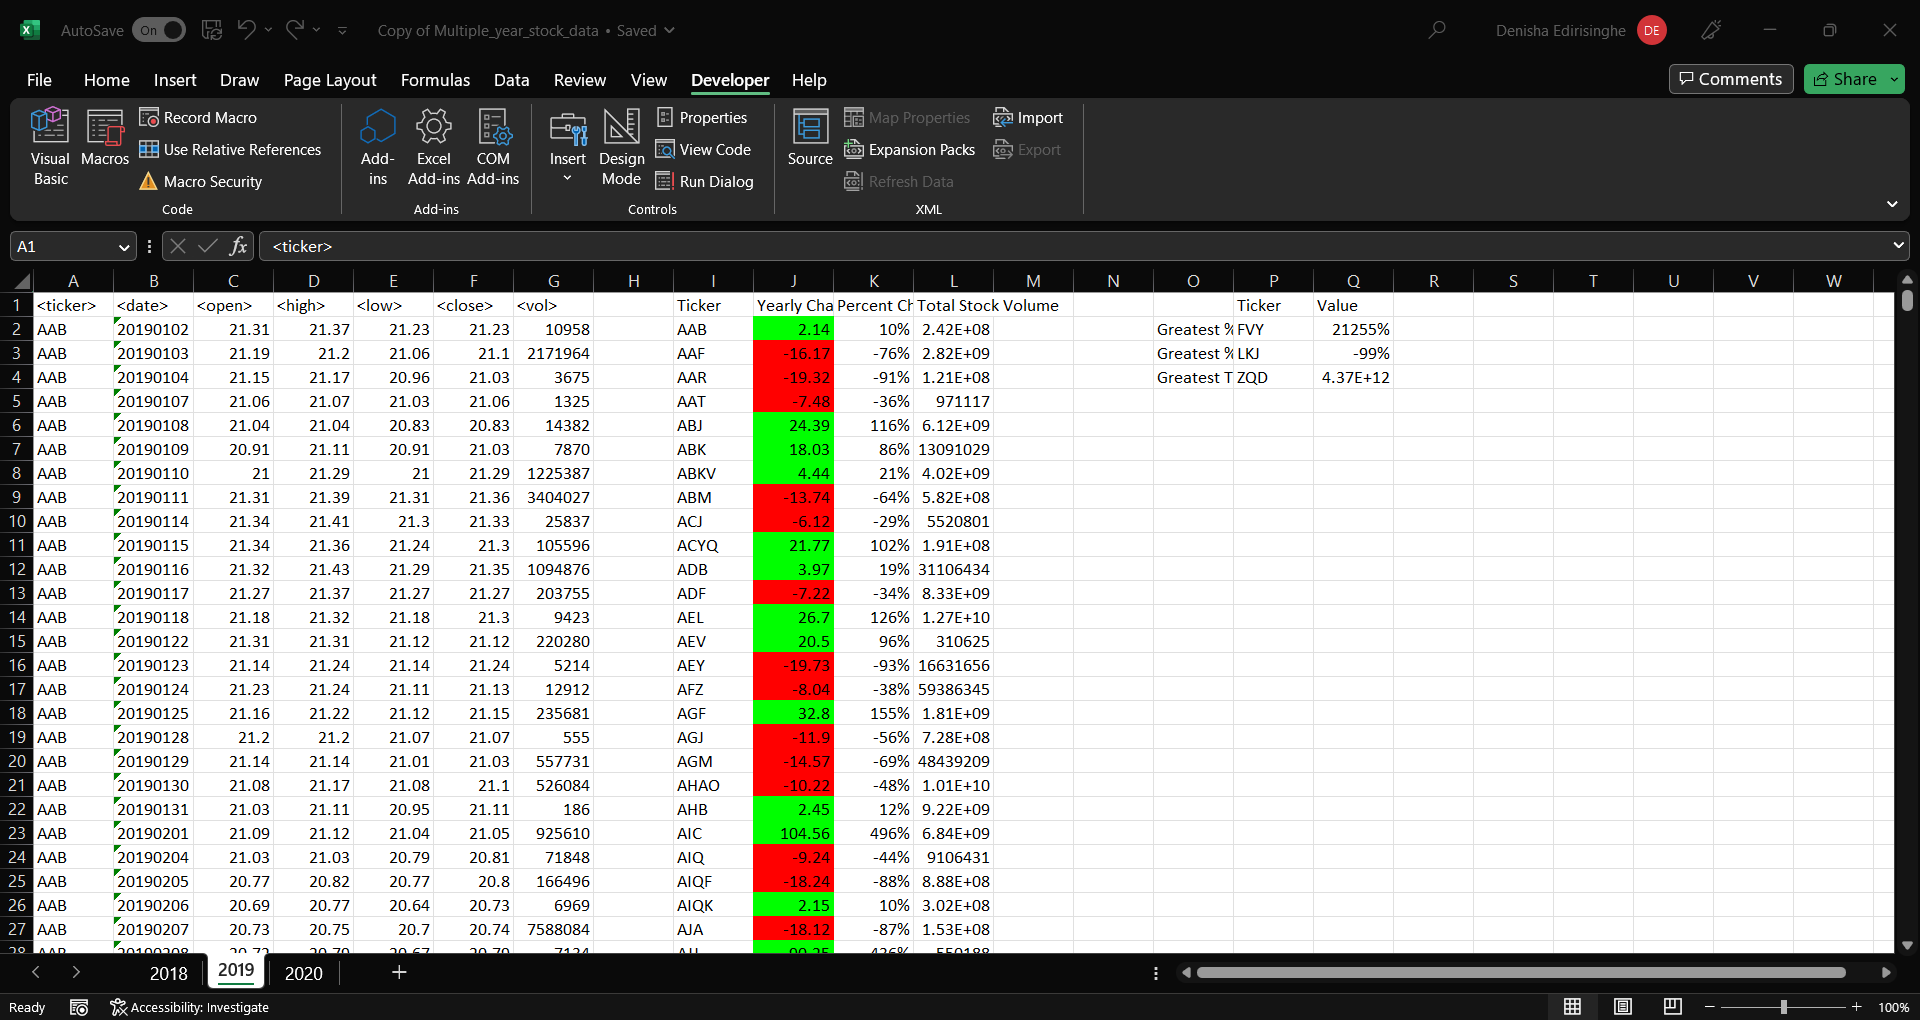 AutoSave On Copy of Multiple_year_stock_data • Saved Denisha Edirisinghe DE
File Home Insert Draw Page Layout Formulas Data Review View Developer Help Comments Share
Visual Basic Macros Record Macro Use Relative References Macro Security
Add-ins Excel Add-ins COM Add-ins
Insert Design Mode Properties View Code Run Dialog
Source Map Properties Expansion Packs Refresh Data Import Export
Code Add-ins Controls XML
A1 fx <ticker>
A B C D E F G H I J K L M N O P Q R S T U V W
1 <ticker> <date> <open> <high> <low> <close> <vol> Ticker Yearly Cha Percent Ch Total Stock Volume Ticker Value
2 AAB 20190102 21.31 21.37 21.23 21.23 10958 AAB 2.14 10% 2.42E+08 Greatest % FVY 21255%
3 AAB 20190103 21.19 21.2 21.06 21.1 2171964 AAF -16.17 -76% 2.82E+09 Greatest % LKJ -99%
4 AAB 20190104 21.15 21.17 20.96 21.03 3675 AAR -19.32 -91% 1.21E+08 Greatest T ZQD 4.37E+12
5 AAB 20190107 21.06 21.07 21.03 21.06 1325 AAT -7.48 -36% 971117
6 AAB 20190108 21.04 21.04 20.83 20.83 14382 ABJ 24.39 116% 6.12E+09
7 AAB 20190109 20.91 21.11 20.91 21.03 7870 ABK 18.03 86% 13091029
8 AAB 20190110 21 21.29 21 21.29 1225387 ABKV 4.44 21% 4.02E+09
9 AAB 20190111 21.31 21.39 21.31 21.36 3404027 ABM -13.74 -64% 5.82E+08
10 AAB 20190114 21.34 21.41 21.3 21.33 25837 ACJ -6.12 -29% 5520801
11 AAB 20190115 21.34 21.36 21.24 21.3 105596 ACYQ 21.77 102% 1.91E+08
12 AAB 20190116 21.32 21.43 21.29 21.35 1094876 ADB 3.97 19% 31106434
13 AAB 20190117 21.27 21.37 21.27 21.27 203755 ADF -7.22 -34% 8.33E+09
14 AAB 20190118 21.18 21.32 21.18 21.3 9423 AEL 26.7 126% 1.27E+10
15 AAB 20190122 21.31 21.31 21.12 21.12 220280 AEV 20.5 96% 310625
16 AAB 20190123 21.14 21.24 21.14 21.24 5214 AEY -19.73 -93% 16631656
17 AAB 20190124 21.23 21.24 21.11 21.13 12912 AFZ -8.04 -38% 59386345
18 AAB 20190125 21.16 21.22 21.12 21.15 235681 AGF 32.8 155% 1.81E+09
19 AAB 20190128 21.2 21.2 21.07 21.07 555 AGJ -11.9 -56% 7.28E+08
20 AAB 20190129 21.14 21.14 21.01 21.03 557731 AGM -14.57 -69% 48439209
21 AAB 20190130 21.08 21.17 21.08 21.1 526084 AHAO -10.22 -48% 1.01E+10
22 AAB 20190131 21.03 21.11 20.95 21.11 186 AHB 2.45 12% 9.22E+09
23 AAB 20190201 21.09 21.12 21.04 21.05 925610 AIC 104.56 496% 6.84E+09
24 AAB 20190204 21.03 21.03 20.79 20.81 71848 AIQ -9.24 -44% 9106431
25 AAB 20190205 20.77 20.82 20.77 20.8 166496 AIQF -18.24 -88% 8.88E+08
26 AAB 20190206 20.69 20.77 20.64 20.73 6969 AIQK 2.15 10% 3.02E+08
27 AAB 20190207 20.73 20.75 20.7 20.74 7588084 AJA -18.12 -87% 1.53E+08
28 AAB 20190208
2018 2019 2020
Ready Accessibility: Investigate 100%